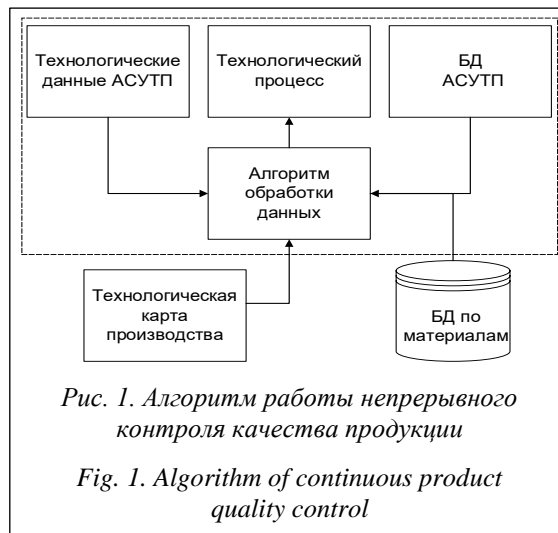 Технологические
данные АСУТП
Технологический
процесс
БД
АСУТП
Алгоритм
обработки
данных
Технологическая
карта
производства
БД по
материалам
Рис. 1. Алгоритм работы непрерывного
контроля качества продукции
Fig. 1. Algorithm of continuous product
quality control